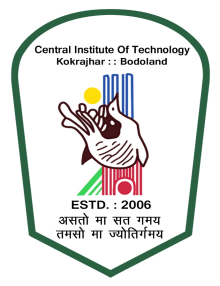 Central Institute Of Technology
Kokrajhar : : Bodoland
ESTD. : 2006
असतो मा सत गमय
तमसो मा ज्योतिर्गमय